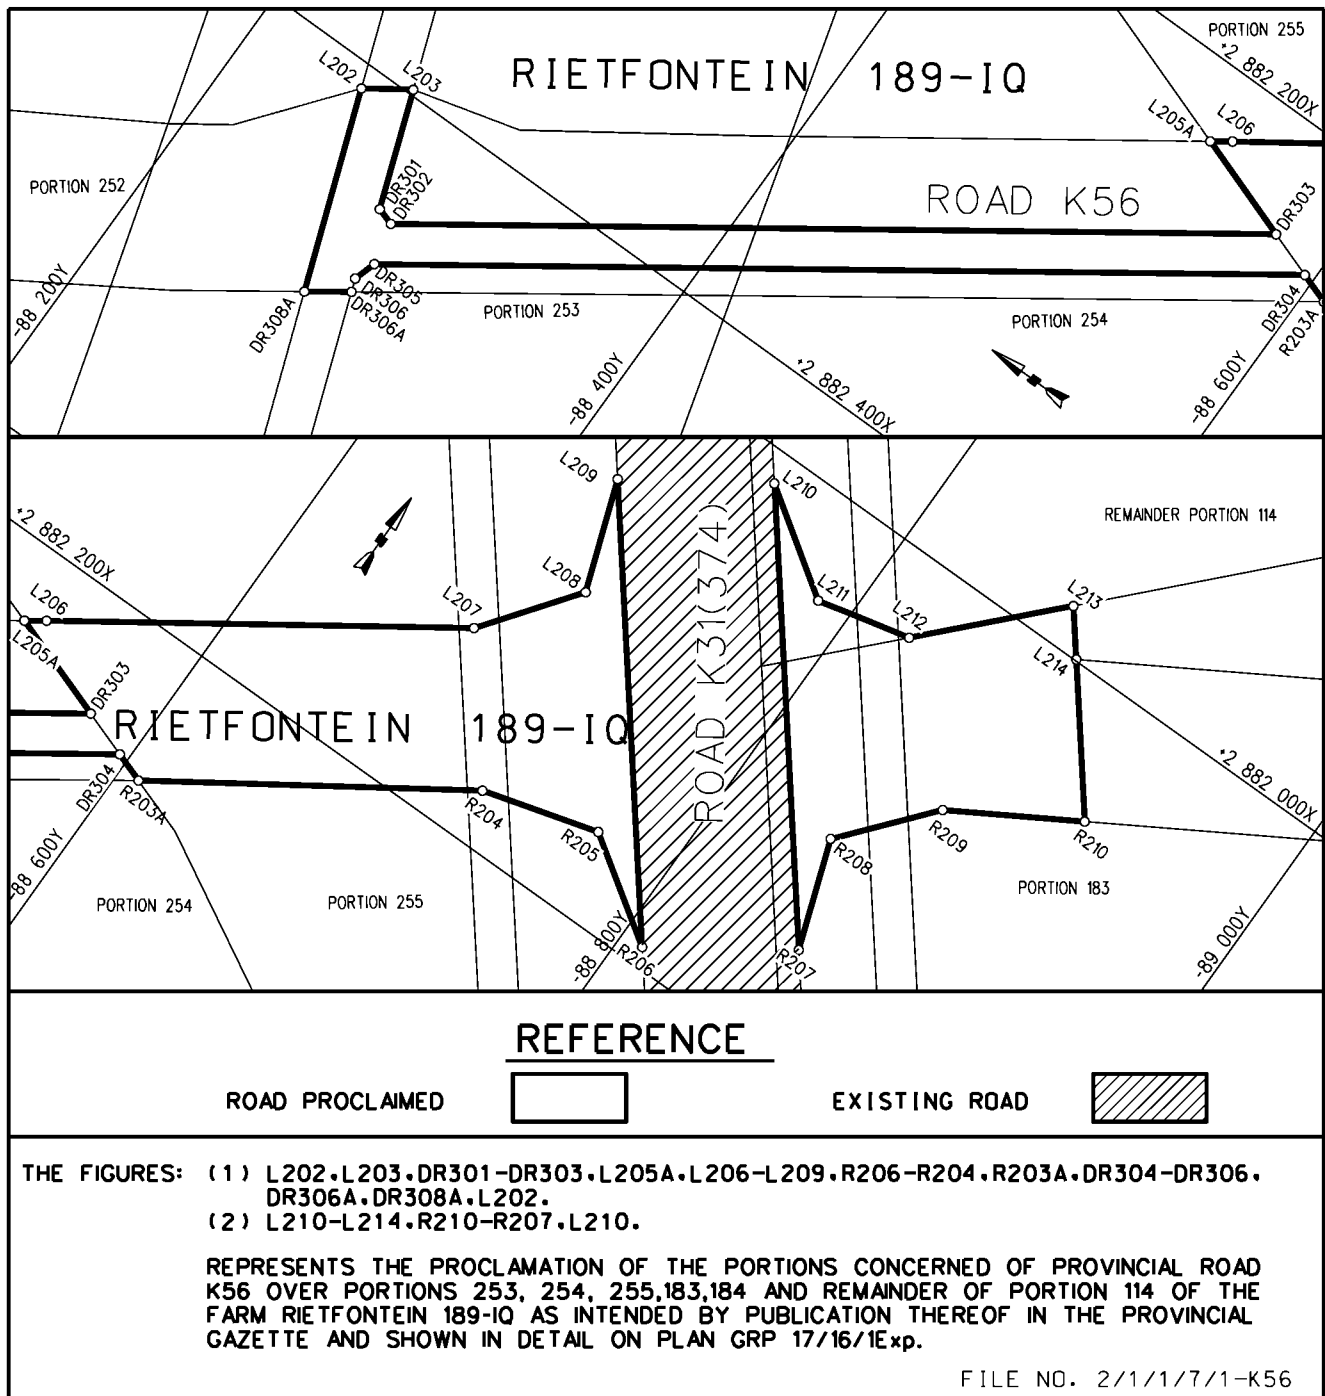 PORTION 255
+2 882 200X
RIETFONTEIN 189-IQ
L202
L203
L205A
L206
PORTION 252
DR301
DR302
ROAD K56
DR303
-88 200Y
DR308A
DR305
DR306
DR306A
PORTION 253
-88 400Y
+2 882 400X
PORTION 254
DR304
R203A
-88 600Y
L209
L210
REMAINDER PORTION 114
+2 882 200X
L206
L207
L208
ROAD K31(1374)
L211
L212
L213
L214
L205A
DR303
RIETFONTEIN 189-IQ
+2 882 000X
DR304
R203A
R204
R205
R208
R209
R210
-88 600Y
PORTION 254
PORTION 255
PORTION 183
-88 800Y
R206
R207
-89 000Y
REFERENCE
ROAD PROCLAIMED
EXISTING ROAD
THE FIGURES: (1) L202,L203,DR301-DR303,L205A,L206-L209,R206-R204,R203A,DR304-DR306,
DR306A,DR308A,L202.
(2) L210-L214,R210-R207,L210.
REPRESENTS THE PROCLAMATION OF THE PORTIONS CONCERNED OF PROVINCIAL ROAD
K56 OVER PORTIONS 253, 254, 255,183,184 AND REMAINDER OF PORTION 114 OF THE
FARM RIETFONTEIN 189-IQ AS INTENDED BY PUBLICATION THEREOF IN THE PROVINCIAL
GAZETTE AND SHOWN IN DETAIL ON PLAN GRP 17/16/1Exp.
FILE NO. 2/1/1/7/1-K56